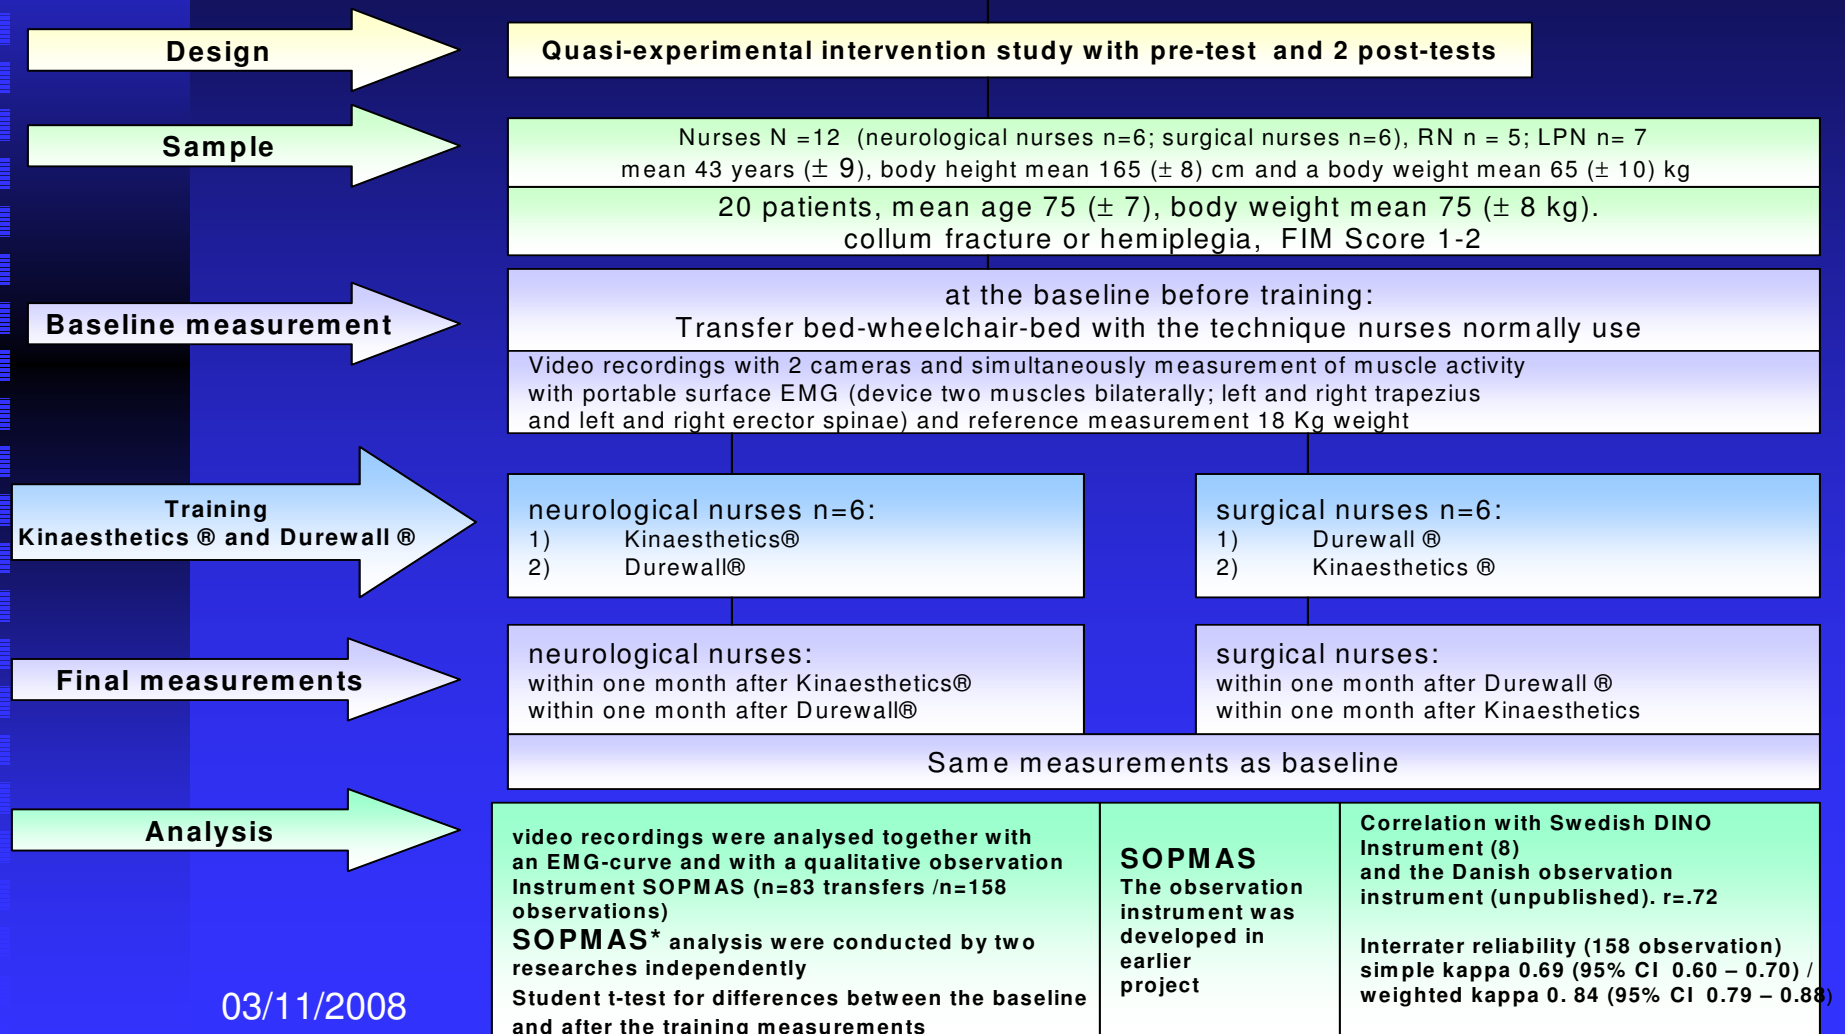 Design
Quasi-experimental intervention study with pre-test and 2 post-tests
Sample
Nurses N =12 (neurological nurses n=6; surgical nurses n=6), RN n = 5; LPN n= 7
mean 43 years (± 9), body height mean 165 (± 8) cm and a body weight mean 65 (± 10) kg
20 patients, mean age 75 (± 7), body weight mean 75 (± 8 kg).
collum fracture or hemiplegia, FIM Score 1-2
Baseline measurement
at the baseline before training:
Transfer bed-wheelchair-bed with the technique nurses normally use
Video recordings with 2 cameras and simultaneously measurement of muscle activity
with portable surface EMG (device two muscles bilaterally; left and right trapezius
and left and right erector spinae) and reference measurement 18 Kg weight
Training
Kinaesthetics ® and Durewall ®
neurological nurses n=6:
1) Kinaesthetics®
2) Durewall®
surgical nurses n=6:
1) Durewall ®
2) Kinaesthetics ®
Final measurements
neurological nurses:
within one month after Kinaesthetics®
within one month after Durewall®
surgical nurses:
within one month after Durewall ®
within one month after Kinaesthetics
Same measurements as baseline
Analysis
video recordings were analysed together with
an EMG-curve and with a qualitative observation
Instrument SOPMAS (n=83 transfers /n=158
observations)
SOPMAS* analysis were conducted by two
researches independently
Student t-test for differences between the baseline
and after the training measurements
SOPMAS
The observation
instrument was
developed in
earlier
project
Correlation with Swedish DINO
Instrument (8)
and the Danish observation
instrument (unpublished). r=.72
Interrater reliability (158 observation)
simple kappa 0.69 (95% CI 0.60 – 0.70) /
weighted kappa 0. 84 (95% CI 0.79 – 0.88)
03/11/2008